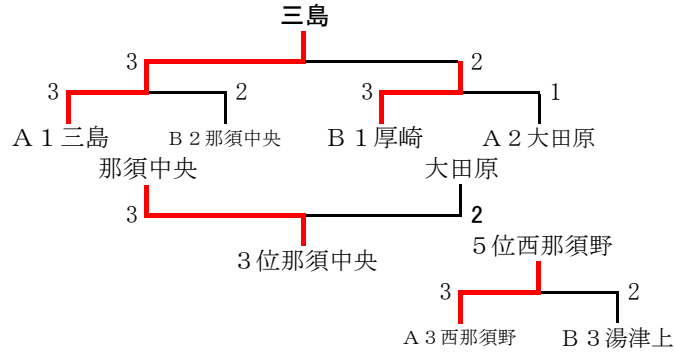 三島
3 2
3 2 3 1
A１三島 B２那須中央 B１厚崎 A２大田原
那須中央 大田原
3 2
３位那須中央
５位西那須野
3 2
A３西那須野 B３湯津上